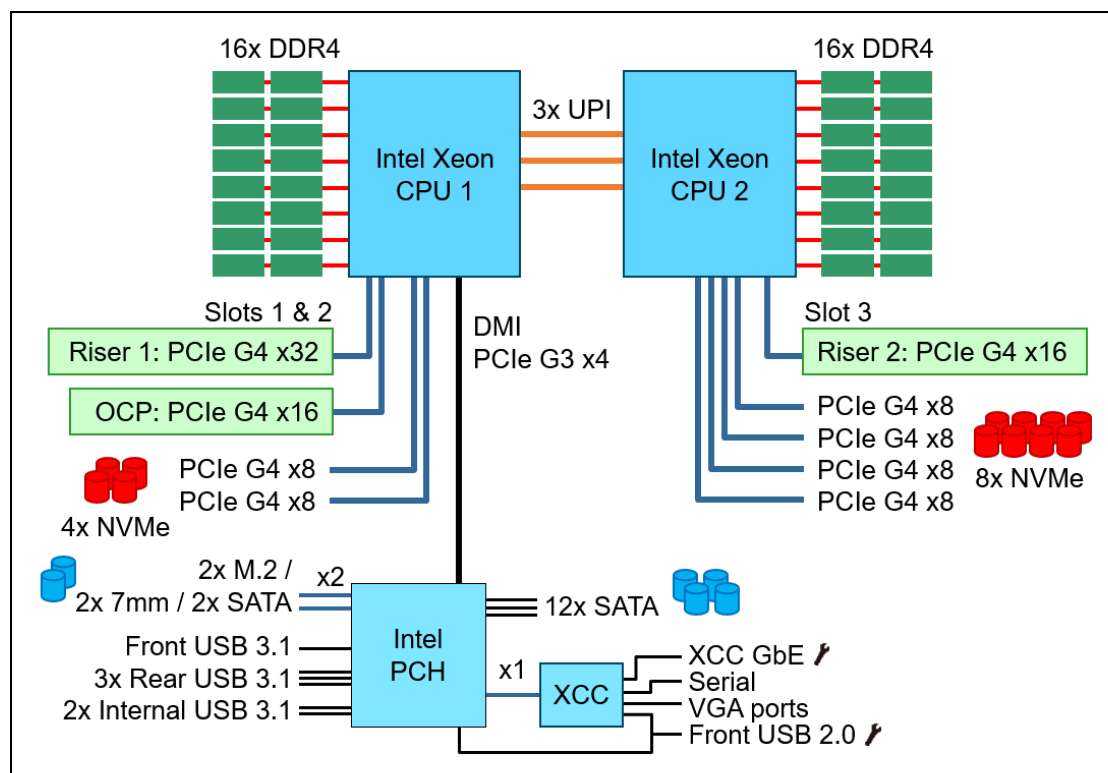 16x DDR4
16x DDR4
3x UPI
Intel Xeon
CPU 1
Intel Xeon
CPU 2
Slots 1 & 2
Riser 1: PCIe G4 x32
OCP: PCIe G4 x16
PCIe G4 x8
PCIe G4 x8
4x NVMe
DMI
PCIe G3 x4
Slot 3
Riser 2: PCIe G4 x16
PCIe G4 x8
PCIe G4 x8
PCIe G4 x8
PCIe G4 x8
8x NVMe
2x M.2 /
2x 7mm / 2x SATA
x2
Front USB 3.1
3x Rear USB 3.1
2x Internal USB 3.1
Intel
PCH
12x SATA
x1
XCC
XCC GbE
Serial
VGA ports
Front USB 2.0